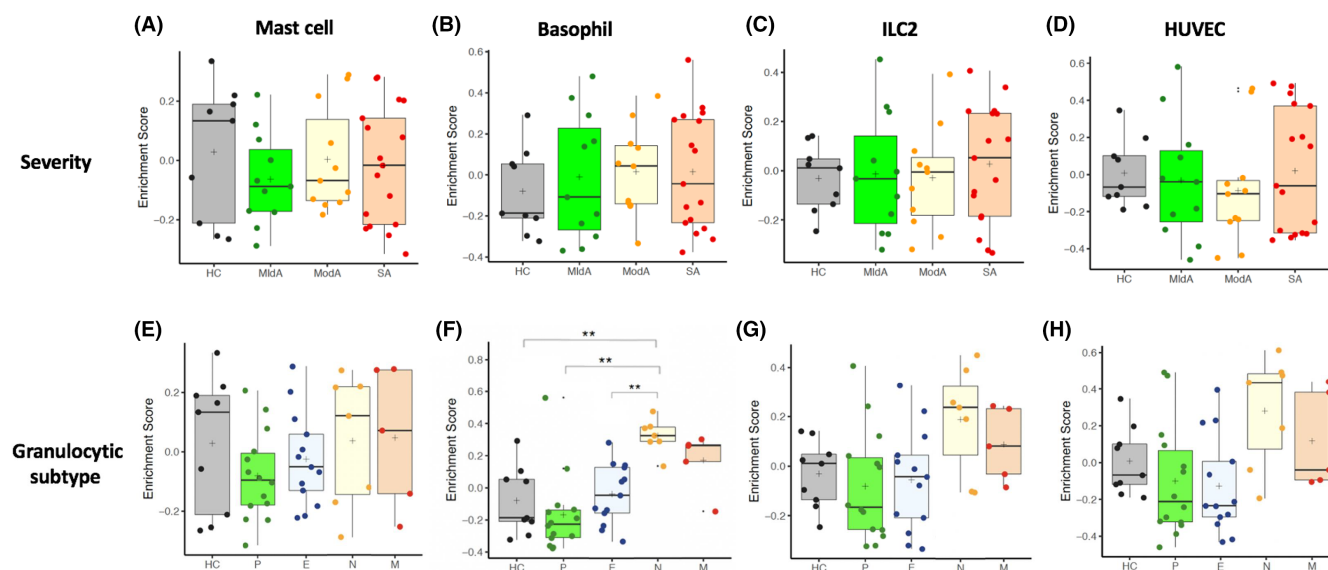 (A) Mast cell (B) Basophil (C) ILC2 (D) HUVEC
Severity
Enrichment Score
0.2
0.0
−0.2
HC MldA ModA SA
Enrichment Score
0.6
0.4
0.2
0.0
−0.2
−0.4
HC MldA ModA SA
Enrichment Score
0.4
0.2
0.0
−0.2
HC MldA ModA SA
Enrichment Score
0.6
0.4
0.2
0.0
−0.2
−0.4
HC MldA ModA SA
(E) (F) (G) (H)
Granulocytic
subtype
Enrichment Score
0.2
0.0
−0.2
HC P E N M
Enrichment Score
0.8
0.6
0.4
0.2
0.0
−0.2
−0.4
**
**
**
HC P E N M
Enrichment Score
0.4
0.2
0.0
−0.2
HC P E N M
Enrichment Score
0.6
0.4
0.2
0.0
−0.2
−0.4
HC P E N M